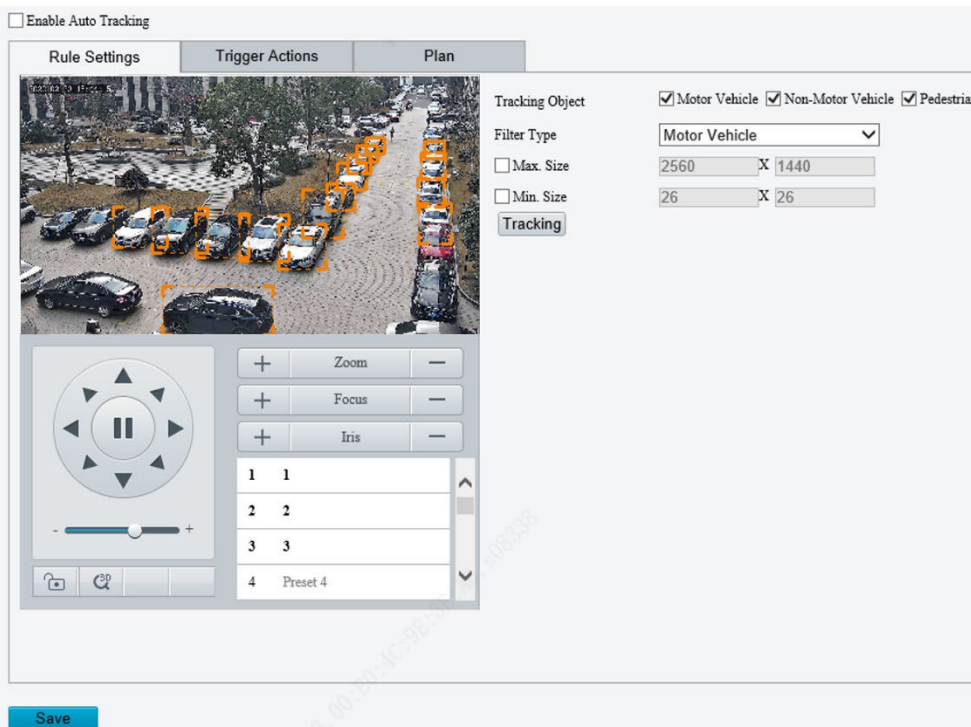 Enable Auto Tracking
Rule Settings
Trigger Actions
Plan
Tracking Object
Motor Vehicle
Non-Motor Vehicle
Pedestria
Filter Type
Motor Vehicle
Max. Size
2560 X 1440
Min. Size
26 X 26
Tracking
+ Zoom −
+ Focus −
+ Iris −
1 1
2 2
3 3
4 Preset 4
- +
3D
Save